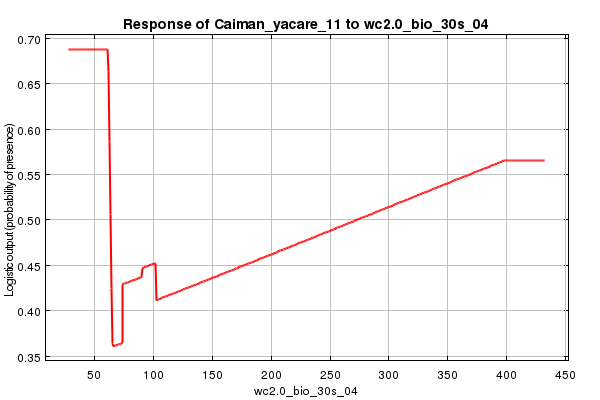 Response of Caiman_yacare_11 to wc2.0_bio_30s_04
Logistic output (probability of presence)
0.70
0.65
0.60
0.55
0.50
0.45
0.40
0.35
50 100 150 200 250 300 350 400 450
wc2.0_bio_30s_04